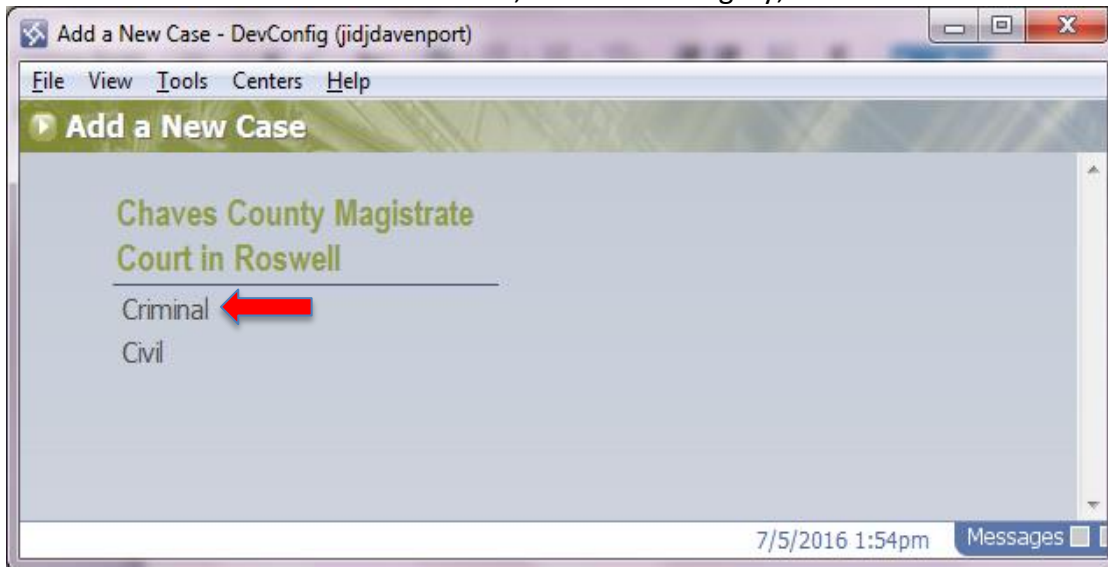 Add a New Case - DevConfig (jidjdavenport)
File View Tools Centers Help
Add a New Case
Chaves County Magistrate
Court in Roswell
Criminal
Civil
7/5/2016 1:54pm Messages